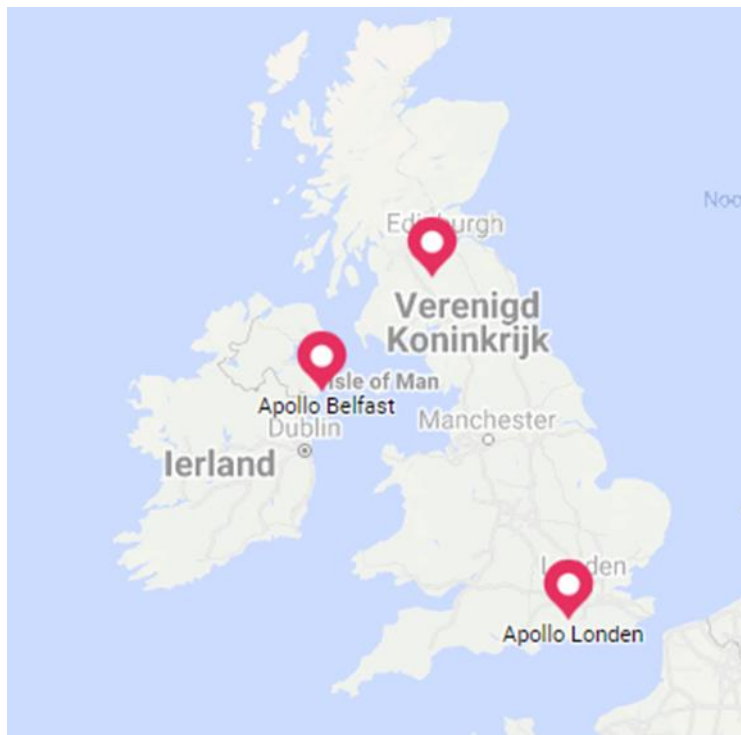 Edinburgh
Verenigd
Koninkrijk
Isle of Man
Apollo Belfast
Dublin
Manchester
Ierland
Londen
Apollo Londen